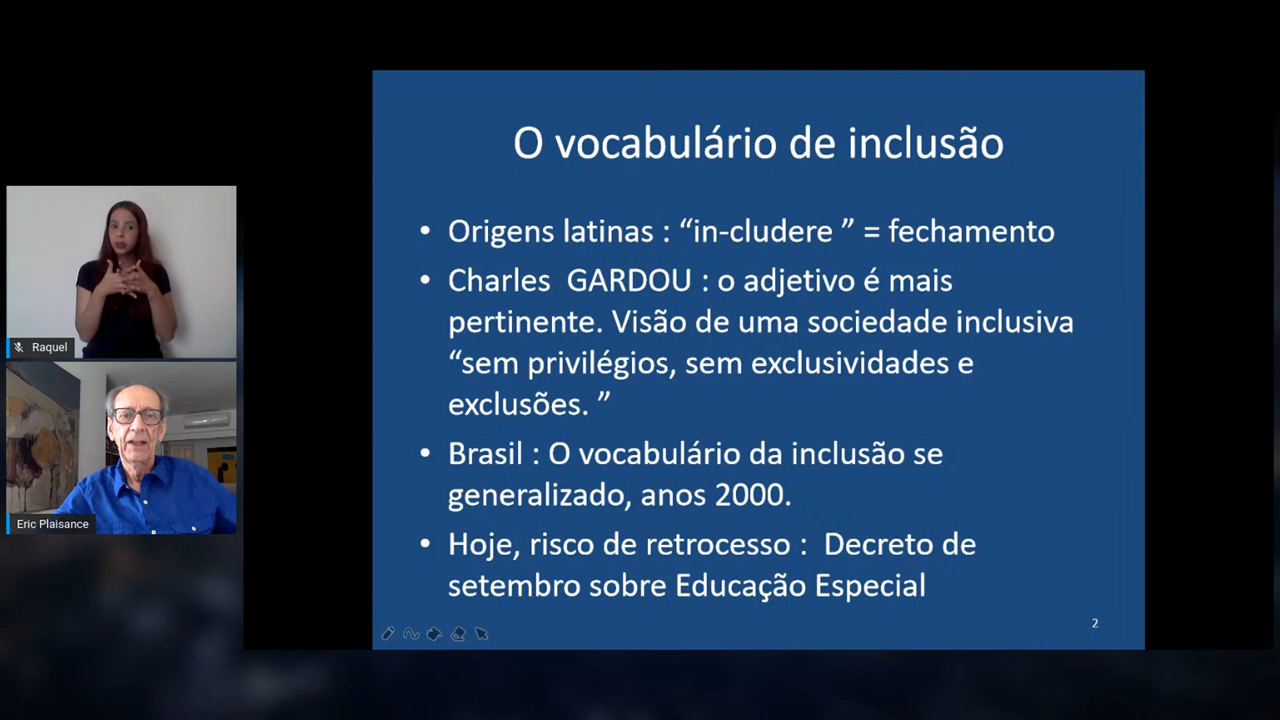 O vocabulário de inclusão
• Origens latinas : “in-cludere ” = fechamento
• Charles GARDOU : o adjetivo é mais
pertinente. Visão de uma sociedade inclusiva
“sem privilégios, sem exclusividades e
exclusões. ”
• Brasil : O vocabulário da inclusão se
generalizado, anos 2000.
• Hoje, risco de retrocesso : Decreto de
setembro sobre Educação Especial
2
Raquel
Eric Plaisance